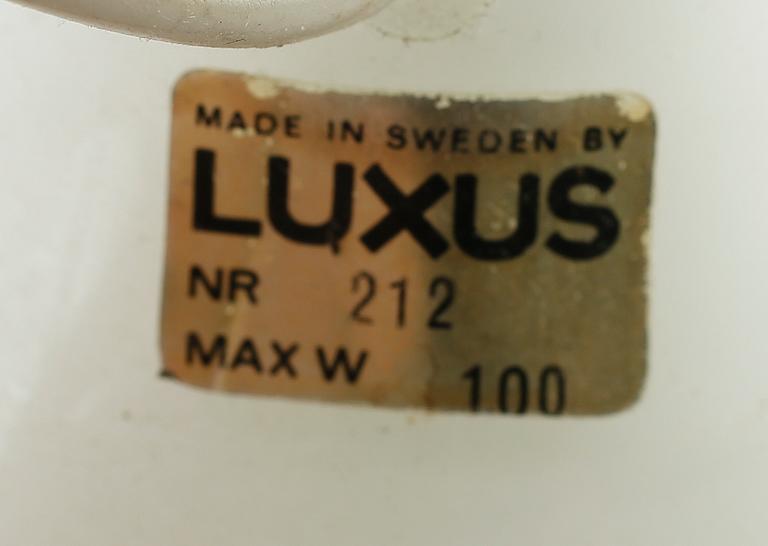 MADE IN SWEDEN BY
LUXUS
NR 212
MAX W 100